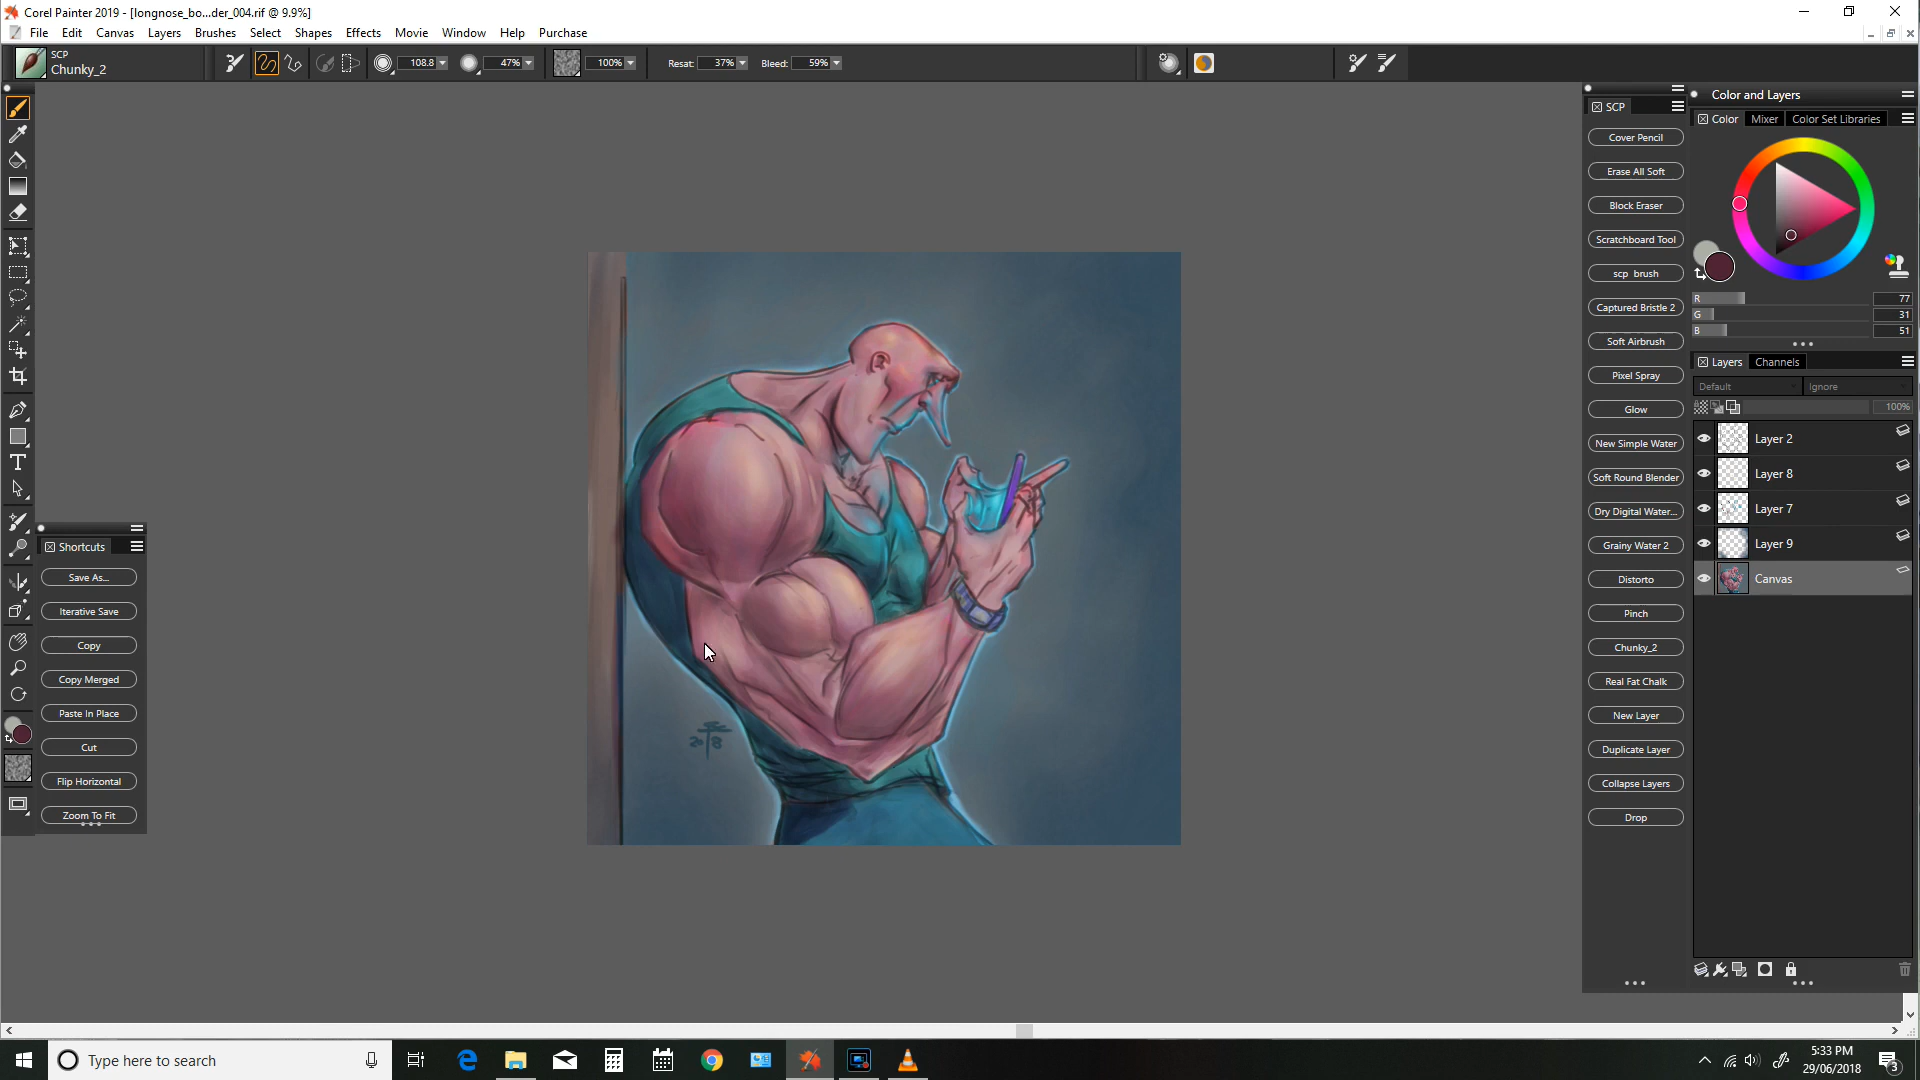 Corel Painter 2019 - [longnose_bo...der_004.rif @ 9.9%]
File Edit Canvas Layers Brushes Select Shapes Effects Movie Window Help Purchase
SCP
Chunky_2
108.8
47%
100%
Resat: 37%
Bleed: 59%
Shortcuts
Save As...
Iterative Save
Copy
Copy Merged
Paste In Place
Cut
Flip Horizontal
Zoom To Fit
2018
SCP
Cover Pencil
Erase All Soft
Block Eraser
Scratchboard Tool
scp brush
Captured Bristle 2
Soft Airbrush
Pixel Spray
Glow
New Simple Water
Soft Round Blender
Dry Digital Water...
Grainy Water 2
Distorto
Pinch
Chunky_2
Real Fat Chalk
New Layer
Duplicate Layer
Collapse Layers
Drop
Color and Layers
Color Mixer Color Set Libraries
R 77
G 31
B 51
Layers Channels
Default Ignore
100%
Layer 2
Layer 8
Layer 7
Layer 9
Canvas
Type here to search
5:33 PM
29/06/2018
3